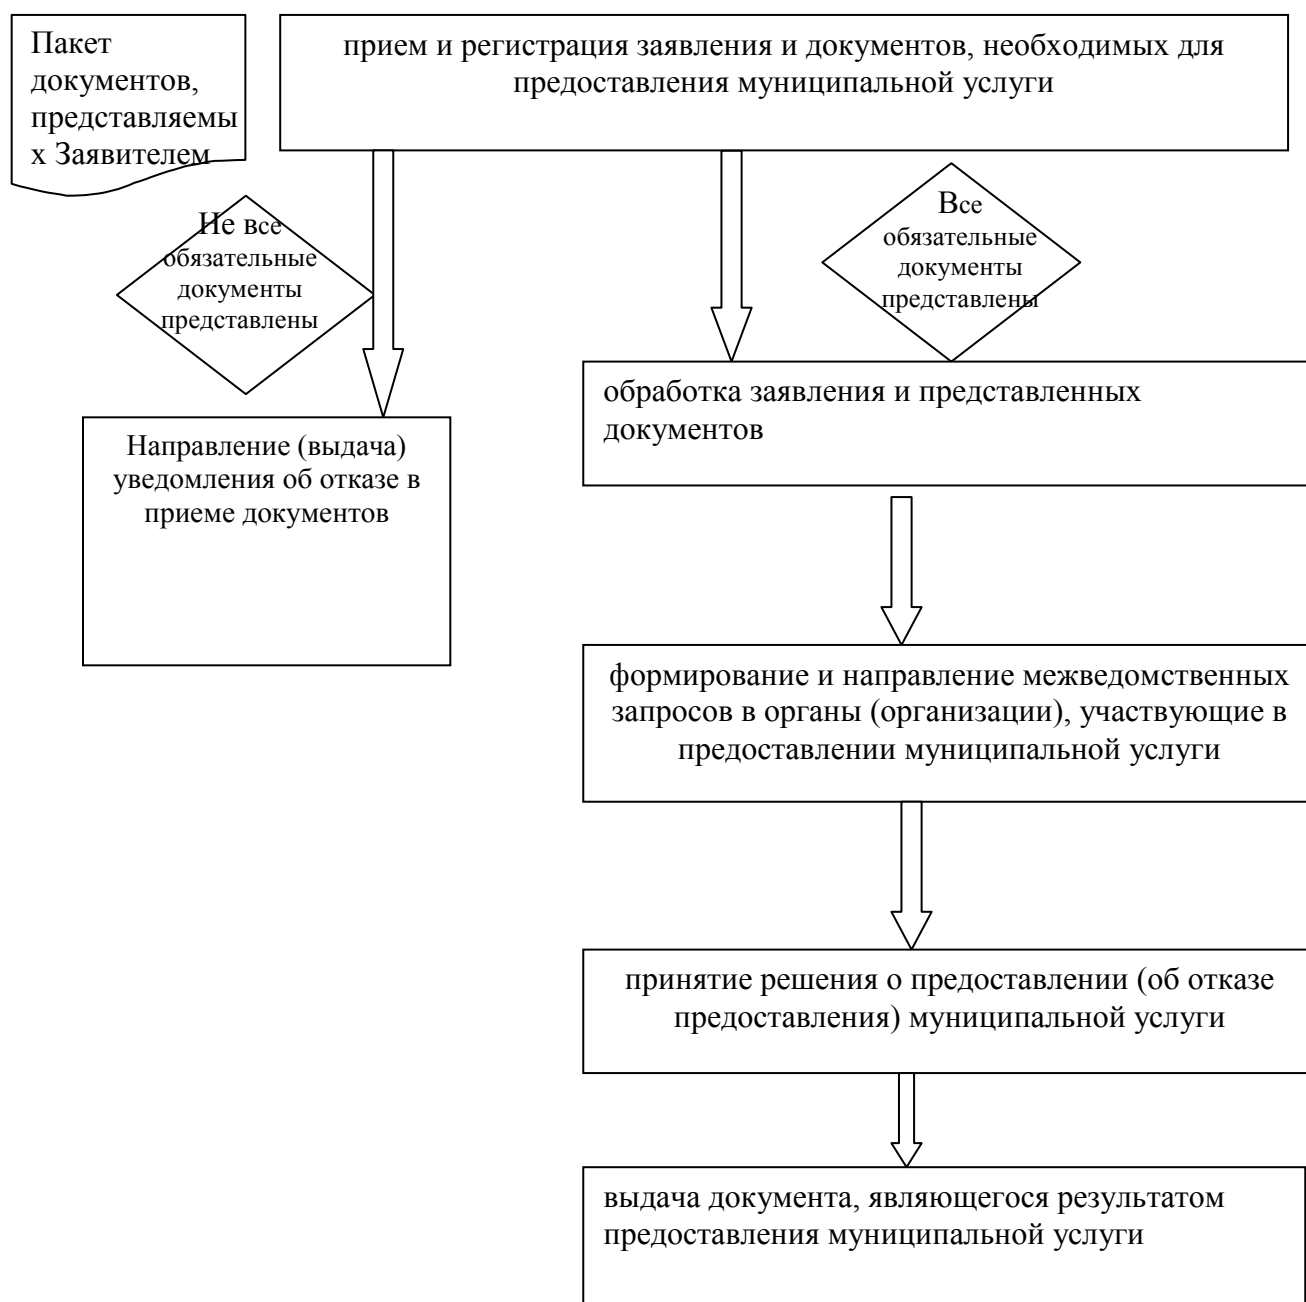 Пакет
документов,
представляемы
х Заявителем
прием и регистрация заявления и документов, необходимых для
предоставления муниципальной услуги
Не все
обязательные
документы
представлены
Все
обязательные
документы
представлены
обработка заявления и представленных
документов
Направление (выдача)
уведомления об отказе в
приеме документов
формирование и направление межведомственных
запросов в органы (организации), участвующие в
предоставлении муниципальной услуги
принятие решения о предоставлении (об отказе
предоставления) муниципальной услуги
выдача документа, являющегося результатом
предоставления муниципальной услуги